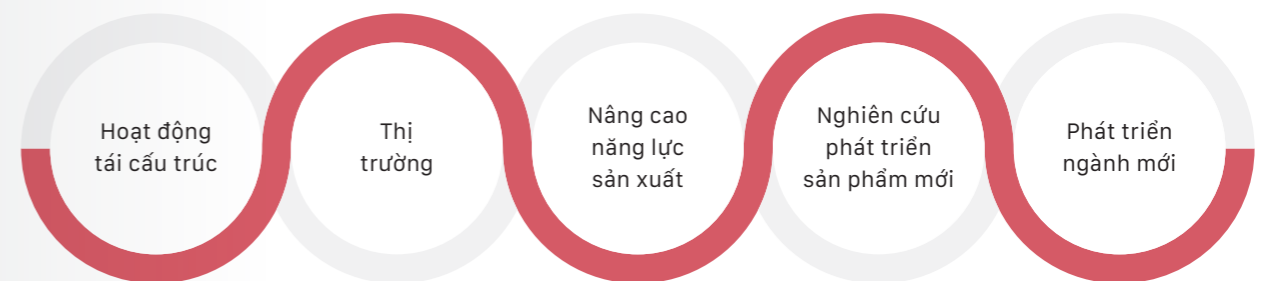 Hoạt động
tái cấu trúc
Thị
trường
Nâng cao
năng lực
sản xuất
Nghiên cứu
phát triển
sản phẩm mới
Phát triển
ngành mới